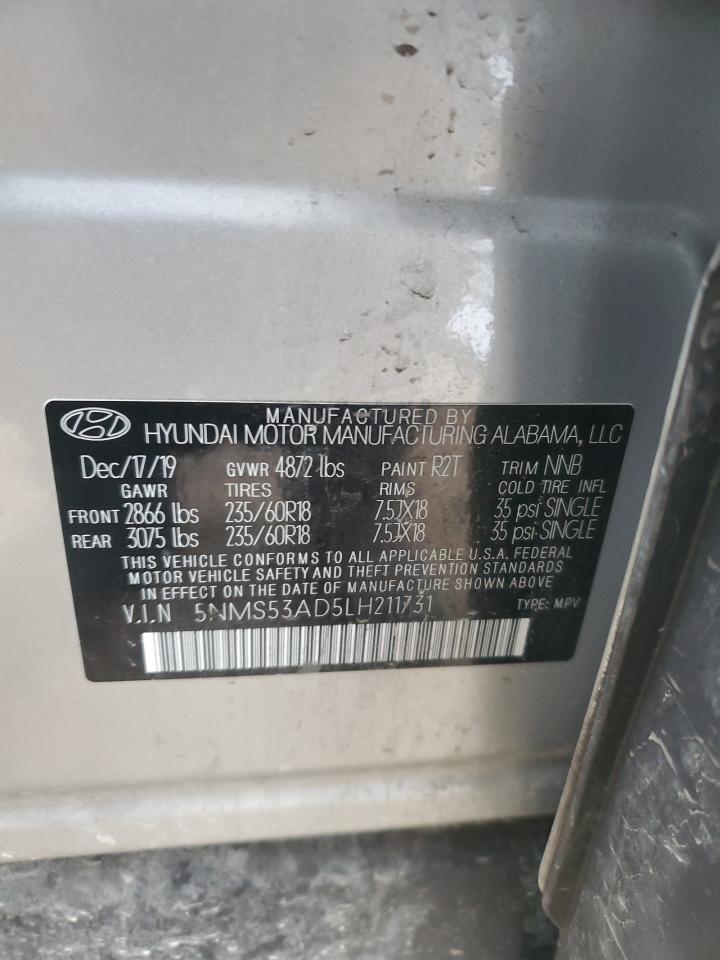 MANUFACTURED BY
HYUNDAI MOTOR MANUFACTURING ALABAMA, LLC
Dec/17/19 GVWR 4872 lbs PAINT R2T TRIM NNB
GAWR TIRES RIMS COLD TIRE INFL
FRONT 2866 lbs 235/60R18 7.5JX18 35 psi SINGLE
REAR 3075 lbs 235/60R18 7.5JX18 35 psi SINGLE
THIS VEHICLE CONFORMS TO ALL APPLICABLE U.S.A. FEDERAL
MOTOR VEHICLE SAFETY AND THEFT PREVENTION STANDARDS
IN EFFECT ON THE DATE OF MANUFACTURE SHOWN ABOVE
V.I.N 5NMS53AD5LH211731 TYPE: MPV